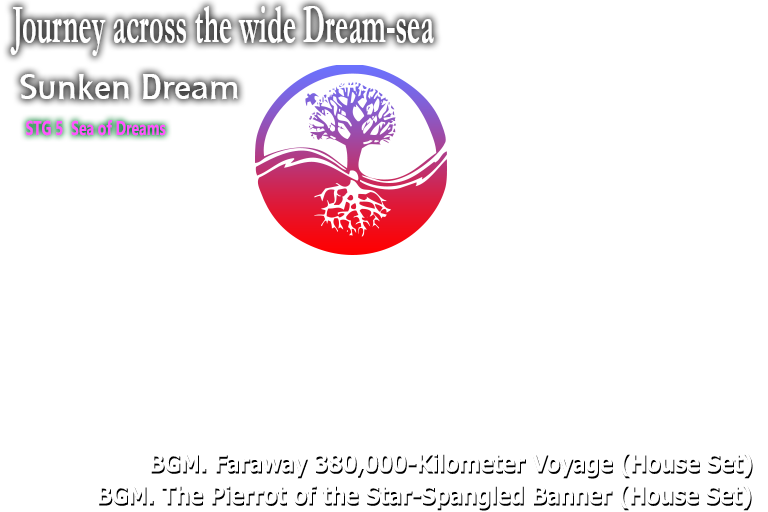 Journey across the wide Dream-sea
Sunken Dream
STG 5 Sea of Dreams
BGM. Faraway 380,000-Kilometer Voyage (House Set)
BGM. The Pierrot of the Star-Spangled Banner (House Set)